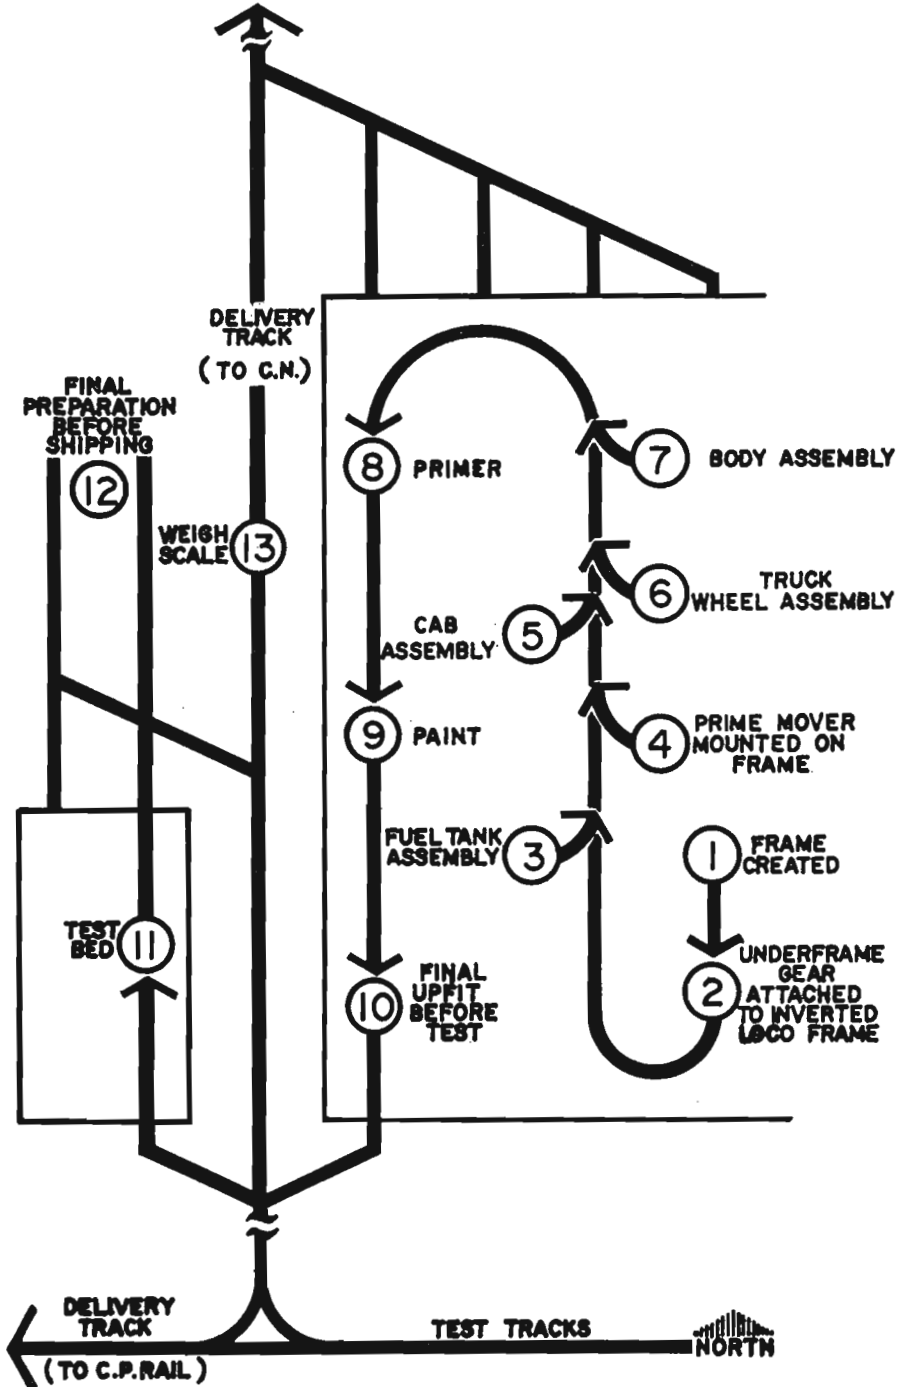 DELIVERY
TRACK
(TO C.N.)
FINAL
PREPARATION
BEFORE
SHIPPING
12
WEIGH
SCALE
13
8
PRIMER
7
BODY ASSEMBLY
6
TRUCK
WHEEL ASSEMBLY
CAB
ASSEMBLY
5
9
PAINT
4
PRIME MOVER
MOUNTED ON
FRAME
FUEL TANK
ASSEMBLY
3
1
FRAME
CREATED
TEST
BED
11
2
UNDERFRAME
GEAR
ATTACHED
TO INVERTED
LOCO FRAME
10
FINAL
UPFIT
BEFORE
TEST
DELIVERY
TRACK
(TO C.P.RAIL)
TEST TRACKS
NORTH